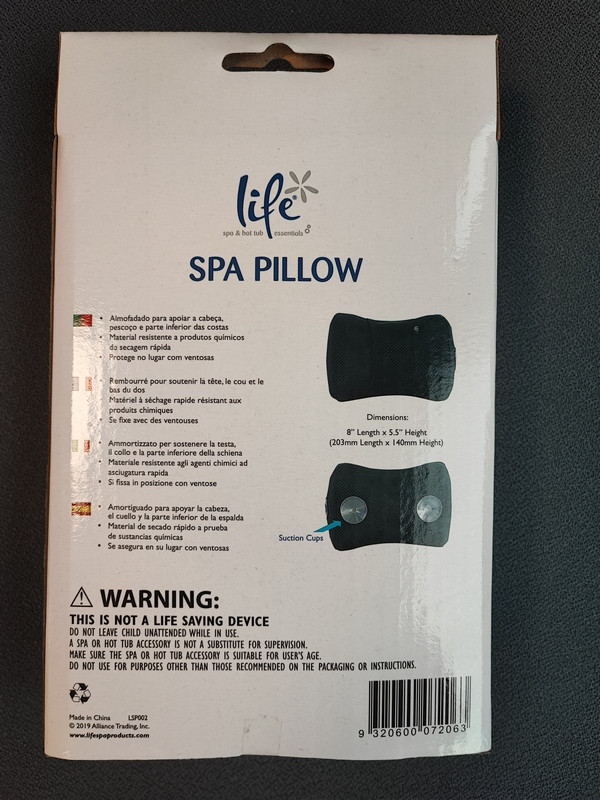 life
spa & hot tub essentials
SPA PILLOW
• Almofadado para apoiar a cabeça,
pescoço e parte inferior das costas
• Material resistente a produtos químicos
da secagem rápida
• Protege no lugar com ventosas
• Rembourré pour soutenir la tête, le cou et le
bas du dos
• Matériel à séchage rapide résistant aux
produits chimiques
• Se fixe avec des ventouses
• Ammortizzato per sostenere la testa,
il collo e la parte inferiore della schiena
• Materiale resistente agli agenti chimici ad
asciugatura rapida
• Si fissa in posizione con ventose
• Amortiguado para apoyar la cabeza,
el cuello y la parte inferior de la espalda
• Material de secado rápido a prueba
de sustancias químicas
• Se asegura en su lugar con ventosas
Dimensions:
8" Length x 5.5" Height
(203mm Length x 140mm Height)
Suction Cups
WARNING:
THIS IS NOT A LIFE SAVING DEVICE
DO NOT LEAVE CHILD UNATTENDED WHILE IN USE.
A SPA OR HOT TUB ACCESSORY IS NOT A SUBSTITUTE FOR SUPERVISION.
MAKE SURE THE SPA OR HOT TUB ACCESSORY IS SUITABLE FOR USER'S AGE.
DO NOT USE FOR PURPOSES OTHER THAN THOSE RECOMMENDED ON THE PACKAGING OR INSTRUCTIONS.
Made in China LSP002
© 2019 Alliance Trading, Inc.
www.lifespaproducts.com
9 320600 072063